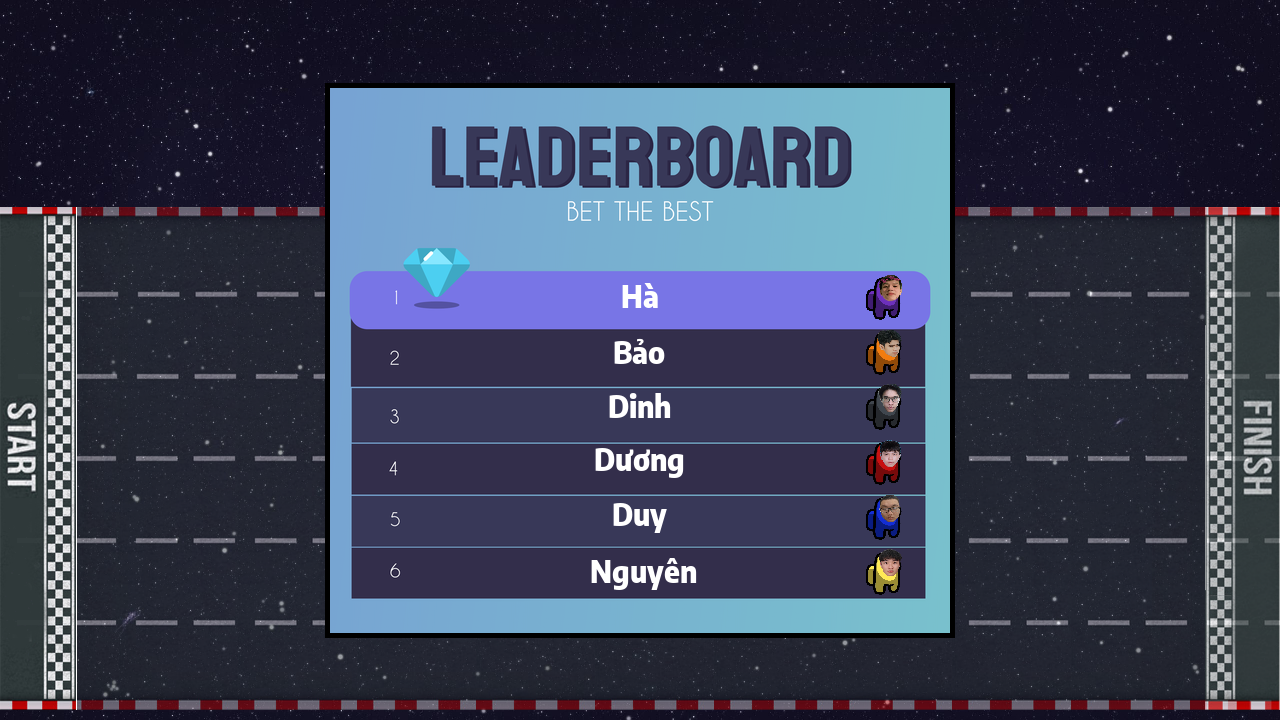 LEADERBOARD
BET THE BEST
1 Hà
2 Bảo
3 Dinh
4 Dương
5 Duy
6 Nguyên
START
FINISH